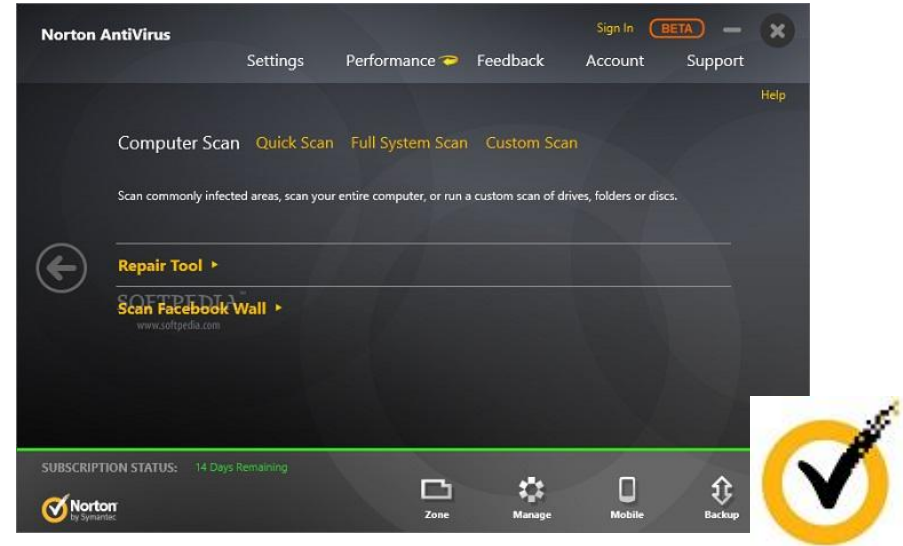 Norton AntiVirus
Sign In BETA
Settings Performance Feedback Account Support
Help
Computer Scan Quick Scan Full System Scan Custom Scan
Scan commonly infected areas, scan your entire computer, or run a custom scan of drives, folders or discs.
Repair Tool
SOFTPEDIA™
Scan Facebook Wall
www.softpedia.com
SUBSCRIPTION STATUS: 14 Days Remaining
Norton
by Symantec
Zone Manage Mobile Backup